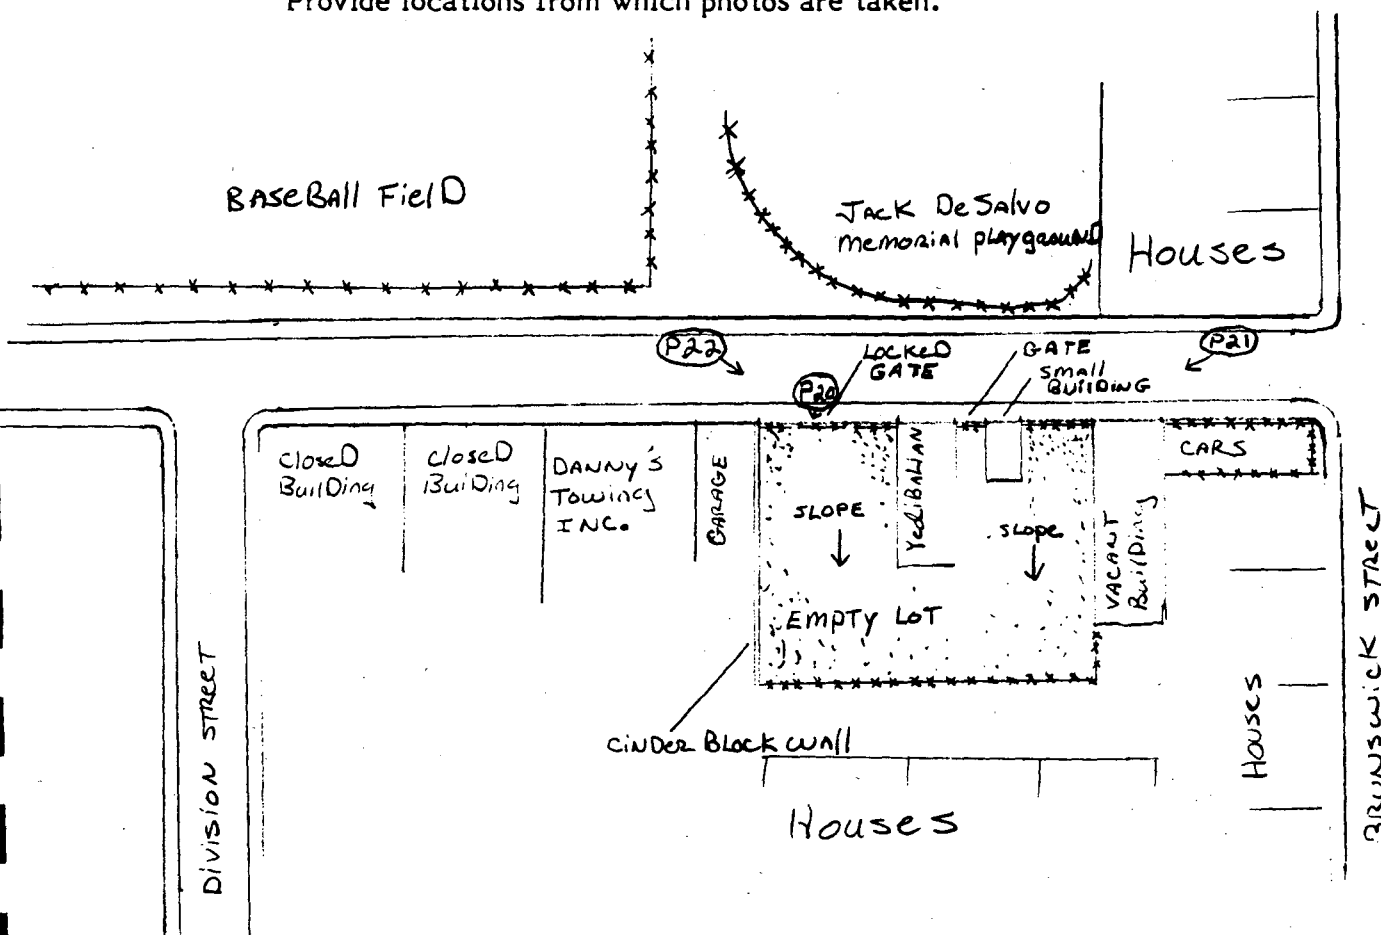 Provide locations from which photos are taken.
BASEBALL FIELD
JACK DeSALVO
MEMORIAL PLAYGROUND
Houses
P22
LOCKED
GATE
GATE
SMALL
BUILDING
P21
P20
CLOSED
BUILDING
CLOSED
BUIDING
DANNY'S
TOWING
INC.
GARAGE
SLOPE
YEDIBALIAN
SLOPE
VACANT
BUILDING
CARS
EMPTY LOT
CINDER BLOCK WALL
Houses
HOUSES
DIVISION STREET
BRUNSWICK STREET